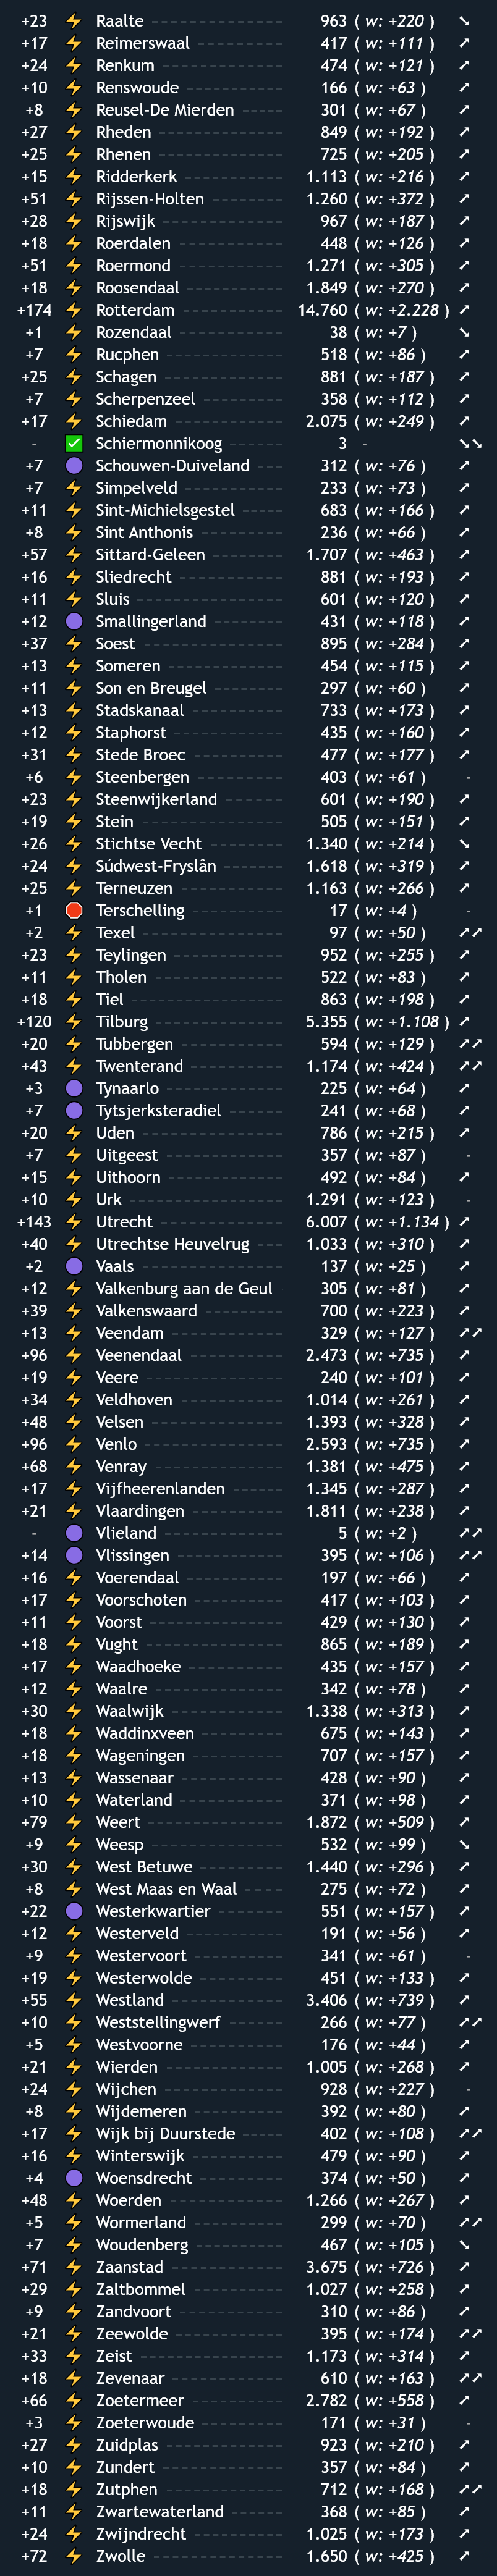 +23 Raalte 963 ( w: +220 )
+17 Reimerswaal 417 ( w: +111 )
+24 Renkum 474 ( w: +121 )
+10 Renswoude 166 ( w: +63 )
+8 Reusel-De Mierden 301 ( w: +67 )
+27 Rheden 849 ( w: +192 )
+25 Rhenen 725 ( w: +205 )
+15 Ridderkerk 1.113 ( w: +216 )
+51 Rijssen-Holten 1.260 ( w: +372 )
+28 Rijswijk 967 ( w: +187 )
+18 Roerdalen 448 ( w: +126 )
+51 Roermond 1.271 ( w: +305 )
+18 Roosendaal 1.849 ( w: +270 )
+174 Rotterdam 14.760 ( w: +2.228 )
+1 Rozendaal 38 ( w: +7 )
+7 Rucphen 518 ( w: +86 )
+25 Schagen 881 ( w: +187 )
+7 Scherpenzeel 358 ( w: +112 )
+17 Schiedam 2.075 ( w: +249 )
- Schiermonnikoog 3 -
+7 Schouwen-Duiveland 312 ( w: +76 )
+7 Simpelveld 233 ( w: +73 )
+11 Sint-Michielsgestel 683 ( w: +166 )
+8 Sint Anthonis 236 ( w: +66 )
+57 Sittard-Geleen 1.707 ( w: +463 )
+16 Sliedrecht 881 ( w: +193 )
+11 Sluis 601 ( w: +120 )
+12 Smallingerland 431 ( w: +118 )
+37 Soest 895 ( w: +284 )
+13 Someren 454 ( w: +115 )
+11 Son en Breugel 297 ( w: +60 )
+13 Stadskanaal 733 ( w: +173 )
+12 Staphorst 435 ( w: +160 )
+31 Stede Broec 477 ( w: +177 )
+6 Steenbergen 403 ( w: +61 ) -
+23 Steenwijkerland 601 ( w: +190 )
+19 Stein 505 ( w: +151 )
+26 Stichtse Vecht 1.340 ( w: +214 )
+24 Súdwest-Fryslân 1.618 ( w: +319 )
+25 Terneuzen 1.163 ( w: +266 )
+1 Terschelling 17 ( w: +4 ) -
+2 Texel 97 ( w: +50 )
+23 Teylingen 952 ( w: +255 )
+11 Tholen 522 ( w: +83 )
+18 Tiel 863 ( w: +198 )
+120 Tilburg 5.355 ( w: +1.108 )
+20 Tubbergen 594 ( w: +129 )
+43 Twenterand 1.174 ( w: +424 )
+3 Tynaarlo 225 ( w: +64 )
+7 Tytsjerksteradiel 241 ( w: +68 )
+20 Uden 786 ( w: +215 )
+7 Uitgeest 357 ( w: +87 ) -
+15 Uithoorn 492 ( w: +84 )
+10 Urk 1.291 ( w: +123 ) -
+143 Utrecht 6.007 ( w: +1.134 )
+40 Utrechtse Heuvelrug 1.033 ( w: +310 )
+2 Vaals 137 ( w: +25 )
+12 Valkenburg aan de Geul 305 ( w: +81 )
+39 Valkenswaard 700 ( w: +223 )
+13 Veendam 329 ( w: +127 )
+96 Veenendaal 2.473 ( w: +735 )
+19 Veere 240 ( w: +101 )
+34 Veldhoven 1.014 ( w: +261 )
+48 Velsen 1.393 ( w: +328 )
+96 Venlo 2.593 ( w: +735 )
+68 Venray 1.381 ( w: +475 )
+17 Vijfheerenlanden 1.345 ( w: +287 )
+21 Vlaardingen 1.811 ( w: +238 )
- Vlieland 5 ( w: +2 )
+14 Vlissingen 395 ( w: +106 )
+16 Voerendaal 197 ( w: +66 )
+17 Voorschoten 417 ( w: +103 )
+11 Voorst 429 ( w: +130 )
+18 Vught 865 ( w: +189 )
+17 Waadhoeke 435 ( w: +157 )
+12 Waalre 342 ( w: +78 )
+30 Waalwijk 1.338 ( w: +313 )
+18 Waddinxveen 675 ( w: +143 )
+18 Wageningen 707 ( w: +157 )
+13 Wassenaar 428 ( w: +90 )
+10 Waterland 371 ( w: +98 )
+79 Weert 1.872 ( w: +509 )
+9 Weesp 532 ( w: +99 )
+30 West Betuwe 1.440 ( w: +296 )
+8 West Maas en Waal 275 ( w: +72 )
+22 Westerkwartier 551 ( w: +157 )
+12 Westerveld 191 ( w: +56 )
+9 Westervoort 341 ( w: +61 ) -
+19 Westerwolde 451 ( w: +133 )
+55 Westland 3.406 ( w: +739 )
+10 Weststellingwerf 266 ( w: +77 )
+5 Westvoorne 176 ( w: +44 )
+21 Wierden 1.005 ( w: +268 )
+24 Wijchen 928 ( w: +227 ) -
+8 Wijdemeren 392 ( w: +80 )
+17 Wijk bij Duurstede 402 ( w: +108 )
+16 Winterswijk 479 ( w: +90 )
+4 Woensdrecht 374 ( w: +50 )
+48 Woerden 1.266 ( w: +267 )
+5 Wormerland 299 ( w: +70 )
+7 Woudenberg 467 ( w: +105 )
+71 Zaanstad 3.675 ( w: +726 )
+29 Zaltbommel 1.027 ( w: +258 )
+9 Zandvoort 310 ( w: +86 )
+21 Zeewolde 395 ( w: +174 )
+33 Zeist 1.173 ( w: +314 )
+18 Zevenaar 610 ( w: +163 )
+66 Zoetermeer 2.782 ( w: +558 )
+3 Zoeterwoude 171 ( w: +31 ) -
+27 Zuidplas 923 ( w: +210 )
+10 Zundert 357 ( w: +84 )
+18 Zutphen 712 ( w: +168 )
+11 Zwartewaterland 368 ( w: +85 )
+24 Zwijndrecht 1.025 ( w: +173 )
+72 Zwolle 1.650 ( w: +425 )